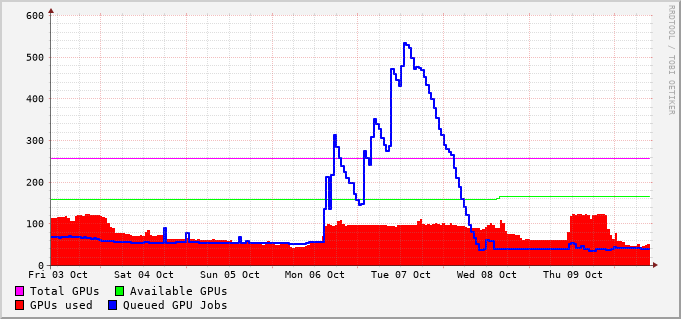 600
500
400
300
200
100
0
Fri 03 Oct Sat 04 Oct Sun 05 Oct Mon 06 Oct Tue 07 Oct Wed 08 Oct Thu 09 Oct
Total GPUs Available GPUs
GPUs used Queued GPU Jobs
RRDTOOL / TOBI OETIKER